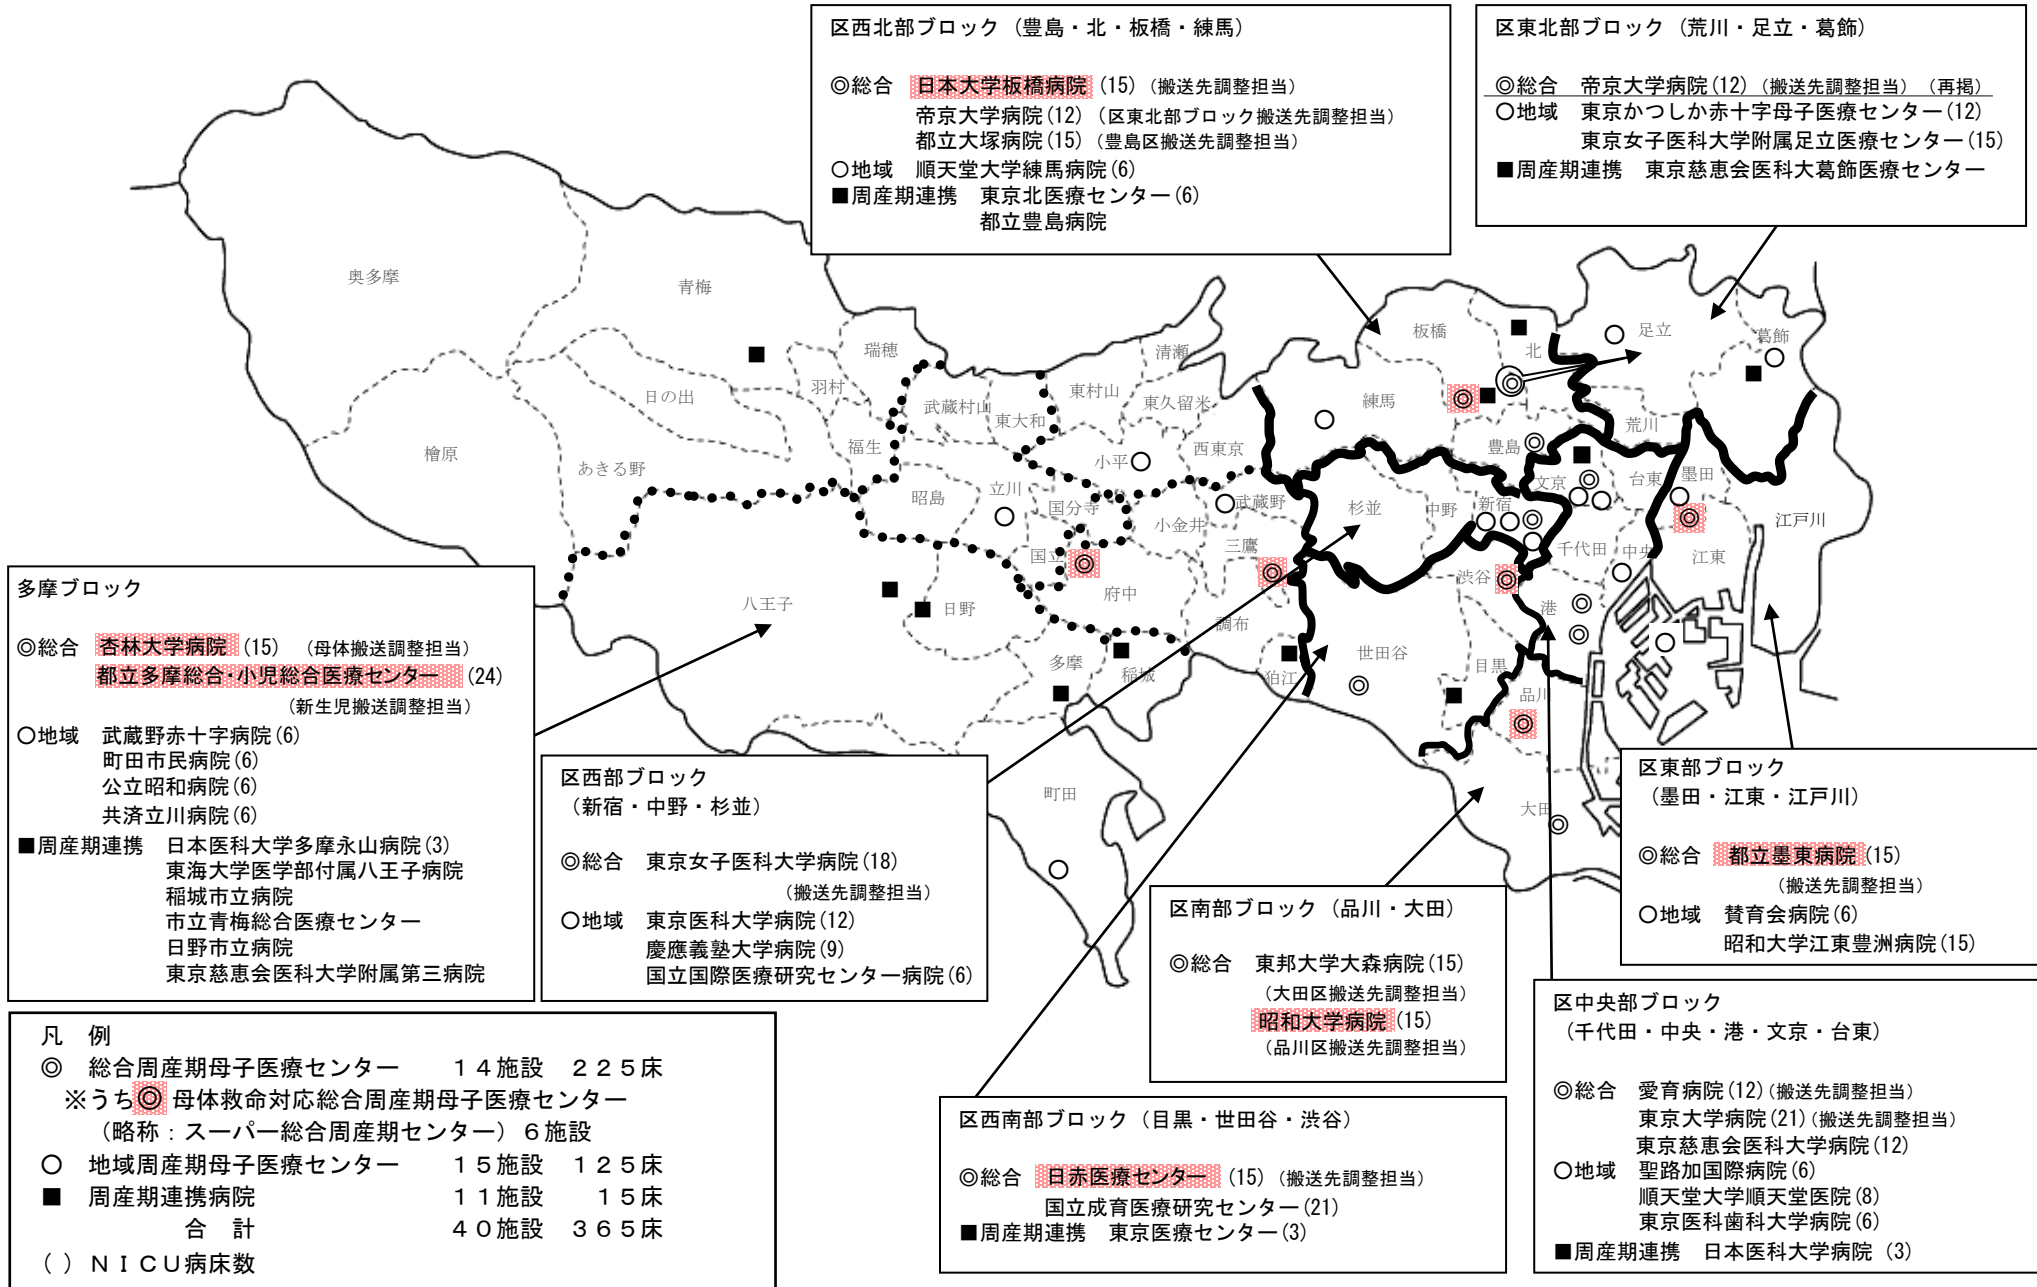 区西北部ブロック（豊島・北・板橋・練馬）
◎総合 日本大学板橋病院(15)（搬送先調整担当）
帝京大学病院(12)（区東北部ブロック搬送先調整担当）
都立大塚病院(15)（豊島区搬送先調整担当）
○地域 順天堂大学練馬病院(6)
■周産期連携 東京北医療センター(6)
都立豊島病院
区東北部ブロック（荒川・足立・葛飾）
◎総合 帝京大学病院(12)（搬送先調整担当）（再掲）
○地域 東京かつしか赤十字母子医療センター(12)
東京女子医科大学附属足立医療センター(15)
■周産期連携 東京慈恵会医科大葛飾医療センター
奥多摩
青梅
瑞穂
羽村
日の出
檜原
あきる野
福生
武蔵村山
東大和
東村山
清瀬
東久留米
西東京
小平
昭島
立川
国分寺
小金井
武蔵野
三鷹
国立
府中
調布
狛江
八王子
日野
多摩
稲城
町田
板橋
北
足立
葛飾
練馬
豊島
荒川
文京
台東
墨田
新宿
中野
杉並
千代田
中央
江東
江戸川
渋谷
港
世田谷
目黒
品川
大田
多摩ブロック
◎総合 杏林大学病院(15)（母体搬送調整担当）
都立多摩総合・小児総合医療センター(24)
（新生児搬送調整担当）
○地域 武蔵野赤十字病院(6)
町田市民病院(6)
公立昭和病院(6)
共済立川病院(6)
■周産期連携 日本医科大学多摩永山病院(3)
東海大学医学部付属八王子病院
稲城市立病院
市立青梅総合医療センター
日野市立病院
東京慈恵会医科大学附属第三病院
区西部ブロック
（新宿・中野・杉並）
◎総合 東京女子医科大学病院(18)
（搬送先調整担当）
○地域 東京医科大学病院(12)
慶應義塾大学病院(9)
国立国際医療研究センター病院(6)
区南部ブロック（品川・大田）
◎総合 東邦大学大森病院(15)
（大田区搬送先調整担当）
昭和大学病院(15)
（品川区搬送先調整担当）
区東部ブロック
（墨田・江東・江戸川）
◎総合 都立墨東病院(15)
（搬送先調整担当）
○地域 賛育会病院(6)
昭和大学江東豊洲病院(15)
区西南部ブロック（目黒・世田谷・渋谷）
◎総合 日赤医療センター(15)（搬送先調整担当）
国立成育医療研究センター(21)
■周産期連携 東京医療センター(3)
区中央部ブロック
（千代田・中央・港・文京・台東）
◎総合 愛育病院(12)(搬送先調整担当）
東京大学病院(21)(搬送先調整担当）
東京慈恵会医科大学病院(12)
○地域 聖路加国際病院(6)
順天堂大学順天堂医院(8)
東京医科歯科大学病院(6)
■周産期連携 日本医科大学病院 (3)
凡 例
◎ 総合周産期母子医療センター １４施設 ２２５床
※うち◎ 母体救命対応総合周産期母子医療センター
（略称：スーパー総合周産期センター）６施設
○ 地域周産期母子医療センター １５施設 １２５床
■ 周産期連携病院 １１施設 １５床
合 計 ４０施設 ３６５床
( ) ＮＩＣＵ病床数